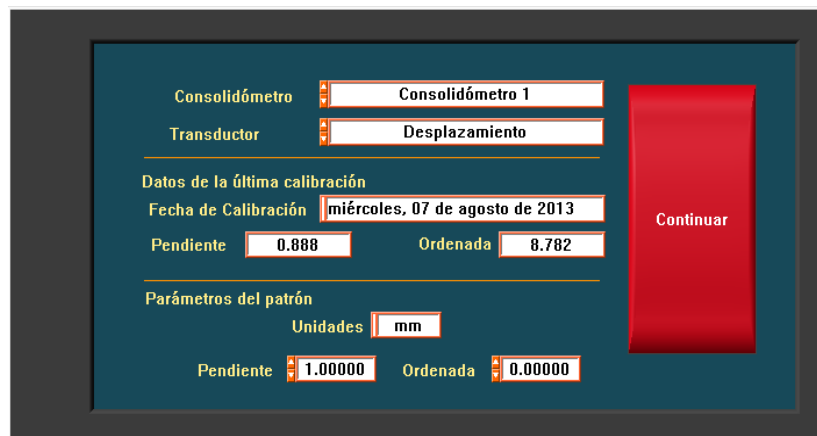 Consolidómetro Consolidómetro 1
Transductor Desplazamiento
Datos de la última calibración
Fecha de Calibración miércoles, 07 de agosto de 2013
Continuar
Pendiente 0.888 Ordenada 8.782
Parámetros del patrón
Unidades mm
Pendiente 1.00000 Ordenada 0.00000